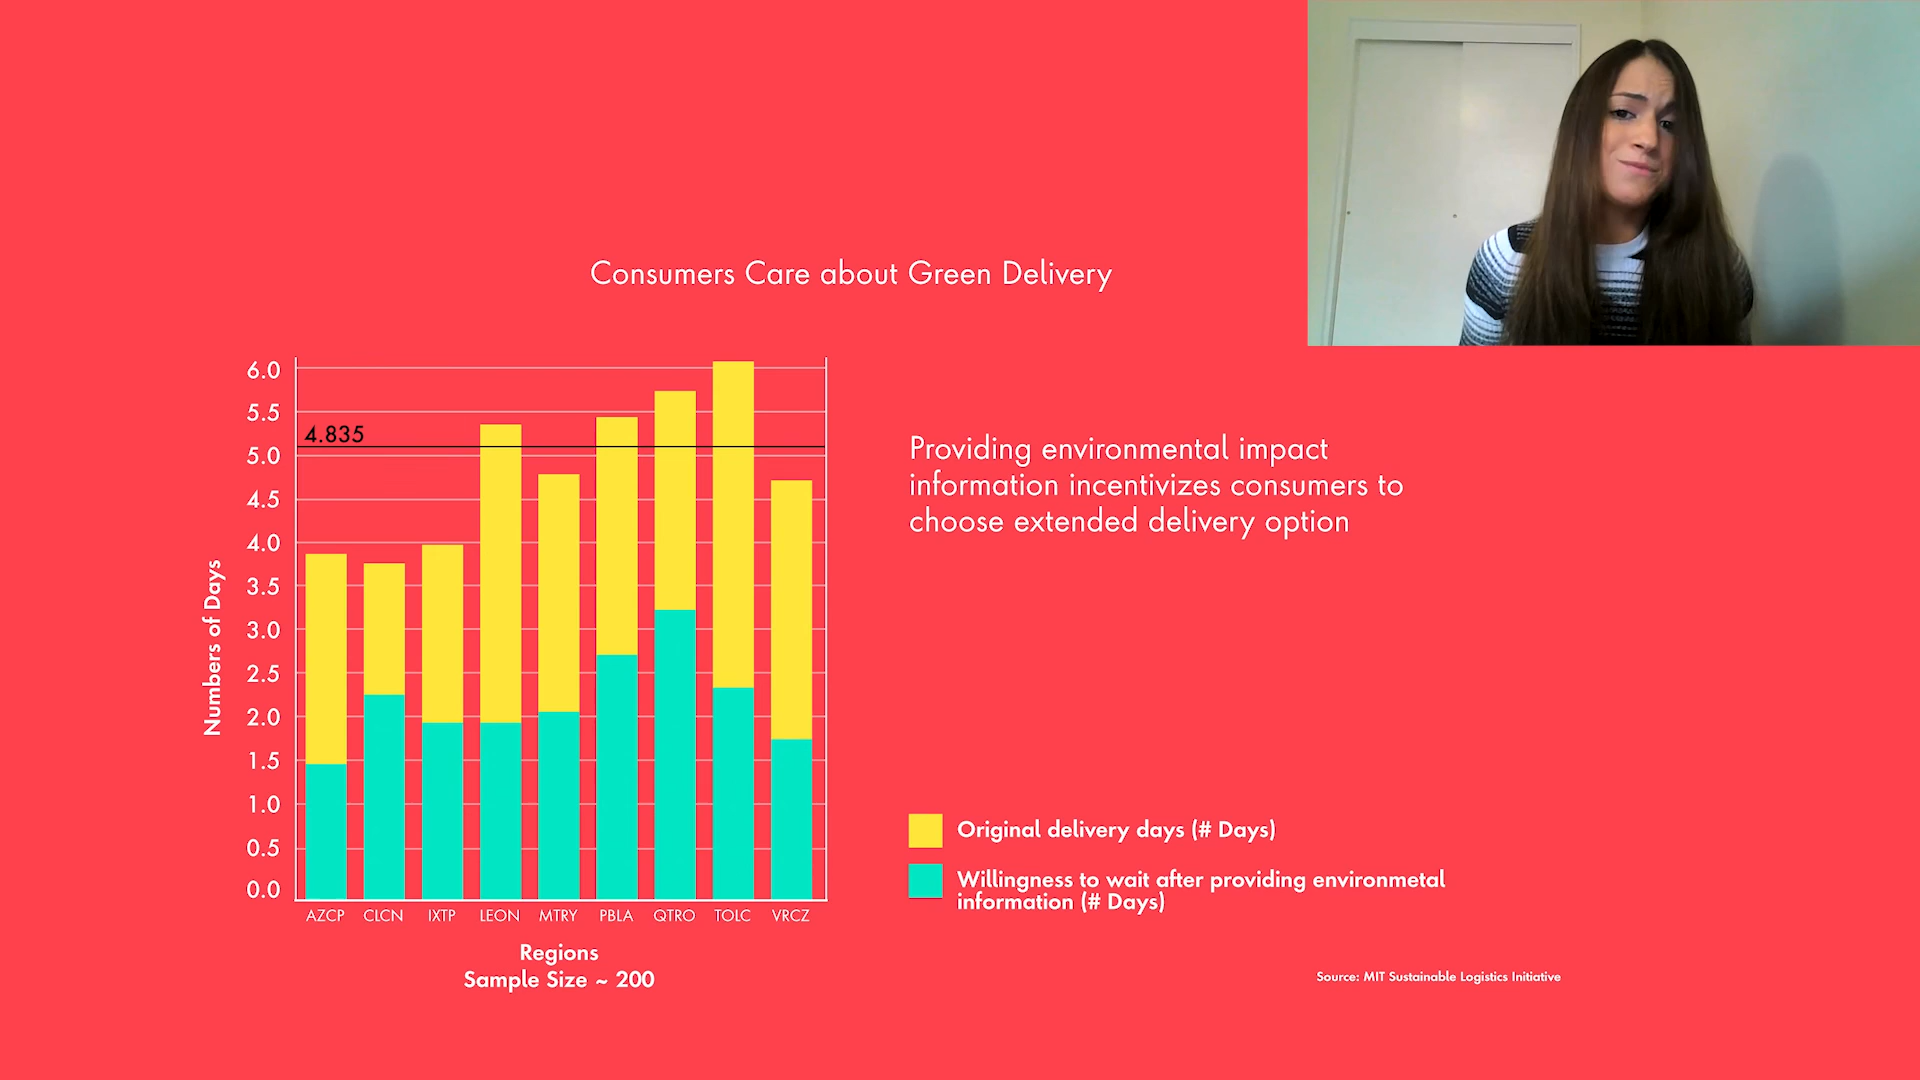 Consumers Care about Green Delivery
6.0
5.5
4.835
5.0
4.5
4.0
3.5
3.0
2.5
2.0
1.5
1.0
0.5
0.0
Numbers of Days
AZCP CLCN IXTP LEON MTRY PBLA QTRO TOLC VRCZ
Regions
Sample Size ~ 200
Providing environmental impact
information incentivizes consumers to
choose extended delivery option
Original delivery days (# Days)
Willingness to wait after providing environmetal
information (# Days)
Source: MIT Sustainable Logistics Initiative